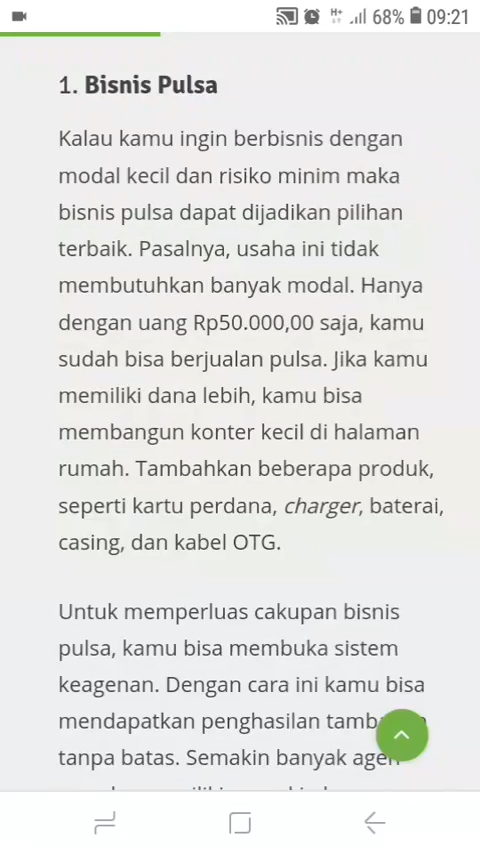 H+ 68% 09:21
1. Bisnis Pulsa
Kalau kamu ingin berbisnis dengan
modal kecil dan risiko minim maka
bisnis pulsa dapat dijadikan pilihan
terbaik. Pasalnya, usaha ini tidak
membutuhkan banyak modal. Hanya
dengan uang Rp50.000,00 saja, kamu
sudah bisa berjualan pulsa. Jika kamu
memiliki dana lebih, kamu bisa
membangun konter kecil di halaman
rumah. Tambahkan beberapa produk,
seperti kartu perdana, charger, baterai,
casing, dan kabel OTG.
Untuk memperluas cakupan bisnis
pulsa, kamu bisa membuka sistem
keagenan. Dengan cara ini kamu bisa
mendapatkan penghasilan
tanpa batas. Semakin banyak agen